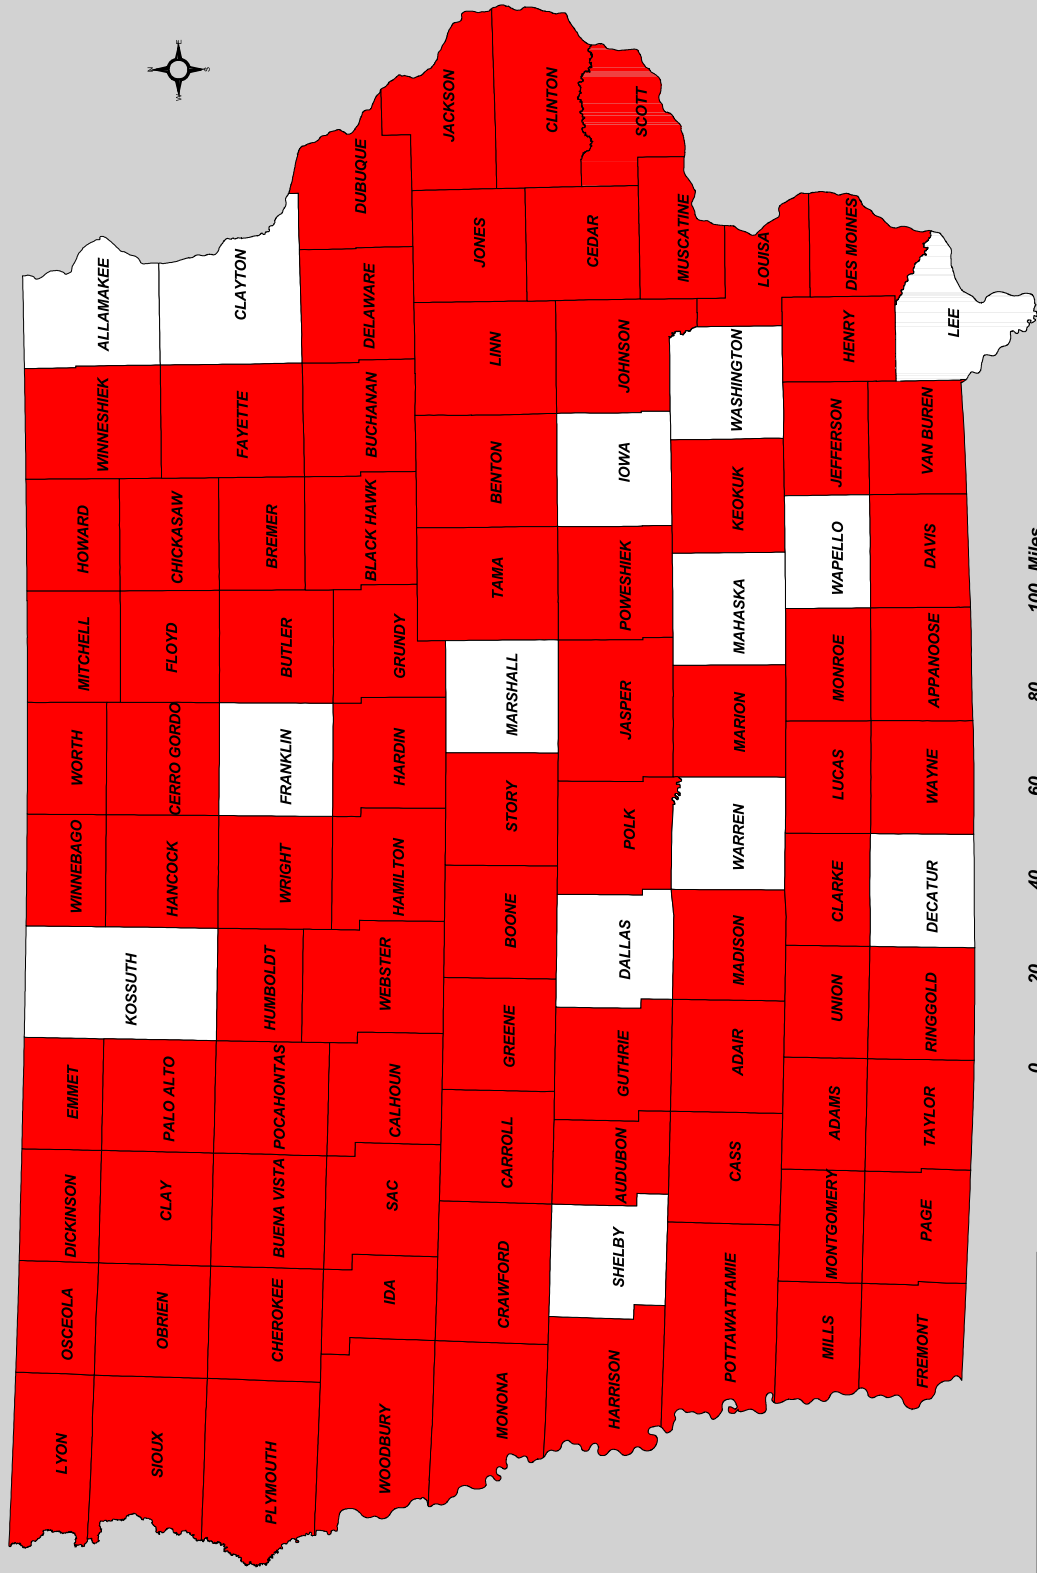 N
W
E
S
LYON
OSCEOLA
DICKINSON
EMMET
KOSSUTH
WINNEBAGO
WORTH
MITCHELL
HOWARD
WINNESHIEK
ALLAMAKEE
SIOUX
OBRIEN
CLAY
PALO ALTO
HANCOCK
CERRO GORDO
FLOYD
CHICKASAW
FAYETTE
CLAYTON
PLYMOUTH
CHEROKEE
BUENA VISTA
POCAHONTAS
HUMBOLDT
WRIGHT
FRANKLIN
BUTLER
BREMER
WOODBURY
IDA
SAC
CALHOUN
WEBSTER
HAMILTON
HARDIN
GRUNDY
BLACK HAWK
BUCHANAN
DELAWARE
DUBUQUE
JACKSON
MONONA
CRAWFORD
CARROLL
GREENE
BOONE
STORY
MARSHALL
TAMA
BENTON
LINN
JONES
CLINTON
HARRISON
SHELBY
AUDUBON
GUTHRIE
DALLAS
POLK
JASPER
POWESHIEK
IOWA
JOHNSON
CEDAR
SCOTT
MUSCATINE
POTTAWATTAMIE
CASS
ADAIR
MADISON
WARREN
MARION
MAHASKA
KEOKUK
WASHINGTON
LOUISA
MILLS
MONTGOMERY
ADAMS
UNION
CLARKE
LUCAS
MONROE
WAPELLO
JEFFERSON
HENRY
DES MOINES
FREMONT
PAGE
TAYLOR
RINGGOLD
DECATUR
WAYNE
APPANOOSE
DAVIS
VAN BUREN
LEE
0 20 40 60 80 100 Miles